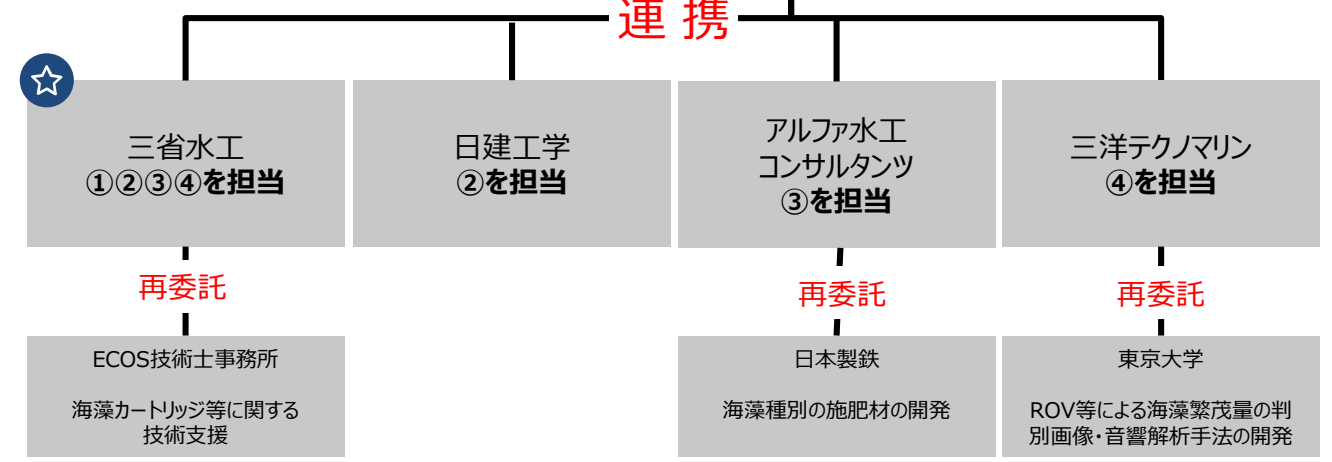 連 携
三省水工
①②③④を担当
日建工学
②を担当
アルファ水工
コンサルタンツ
③を担当
三洋テクノマリン
④を担当
再委託
再委託
再委託
ECOS技術士事務所
海藻カートリッジ等に関する
技術支援
日本製鉄
海藻種別の施肥材の開発
東京大学
ROV等による海藻繁茂量の判
別画像・音響解析手法の開発